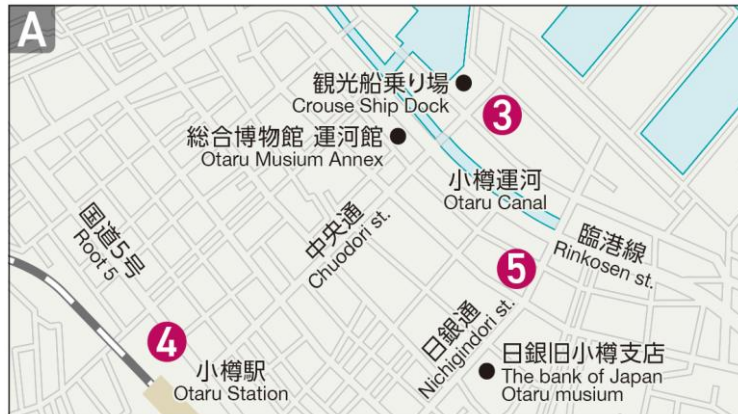 A
観光船乗り場
Crouse Ship Dock
3
総合博物館 運河館
Otaru Musium Annex
小樽運河
Otaru Canal
国道5号
Root 5
中央通
Chuodori st.
臨港線
Rinkosen st.
5
日銀通
Nichigindori st.
4
小樽駅
Otaru Station
日銀旧小樽支店
The bank of Japan
Otaru musium